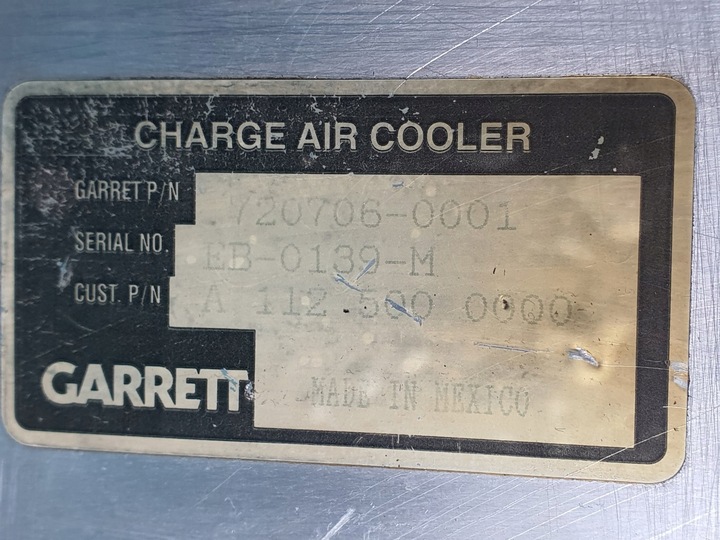 CHARGE AIR COOLER
GARRET P/N 720706-0001
SERIAL NO. EB-0139-M
CUST. P/N A 112 500 0000
GARRETT MADE IN MEXICO